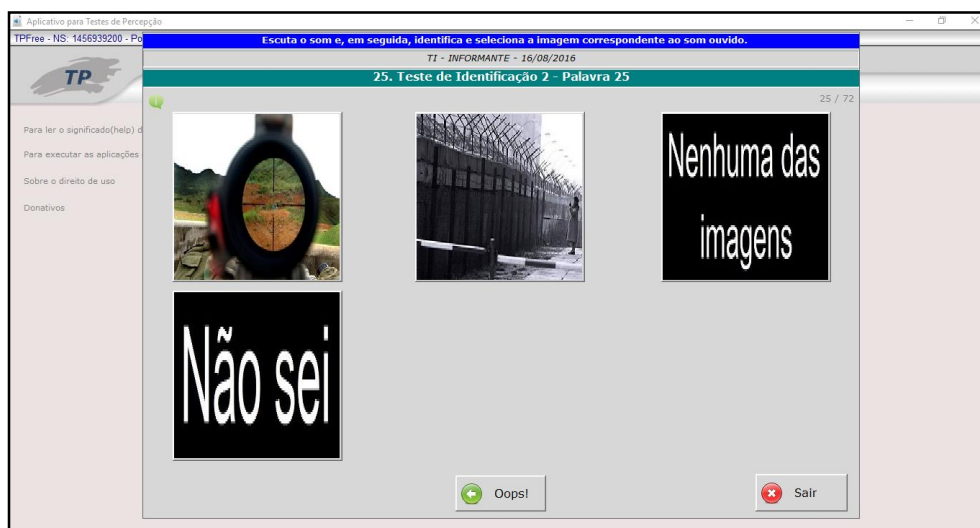 Aplicativo para Testes de Percepção
TPFree - NS: 1456939200 - Po
Escuta o som e, em seguida, identifica e seleciona a imagem correspondente ao som ouvido.
TI - INFORMANTE - 16/08/2016
25. Teste de Identificação 2 - Palavra 25
TP
25 / 72
Para ler o significado(help) d
Para executar as aplicações
Sobre o direito de uso
Donativos
Nenhuma das
imagens
Não sei
Oops!
Sair